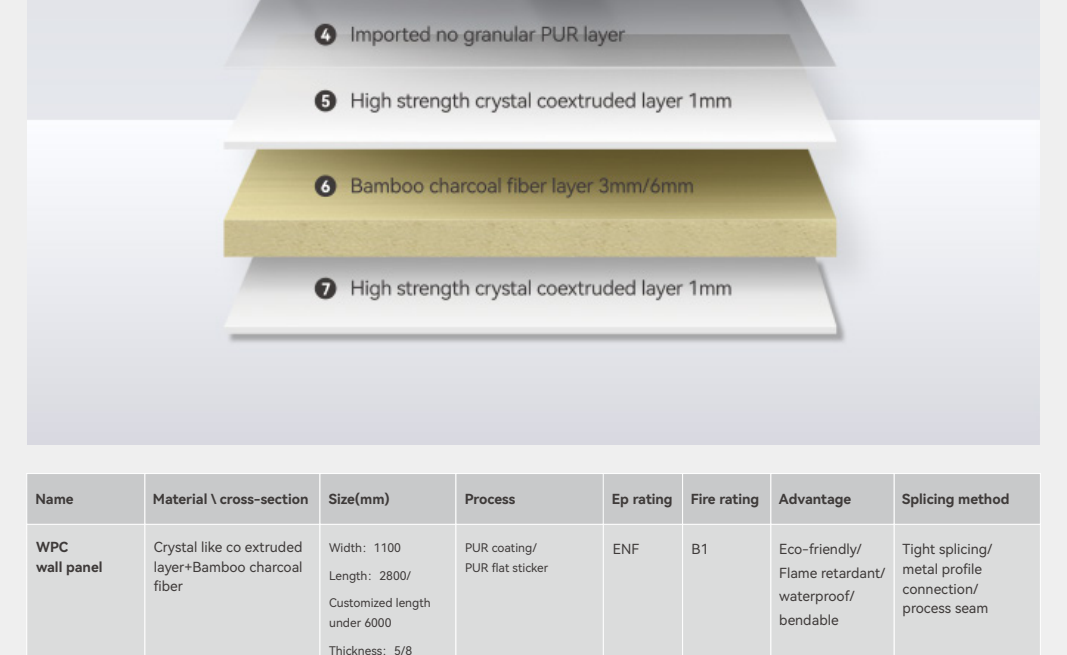 4 Imported no granular PUR layer
5 High strength crystal coextruded layer 1mm
6 Bamboo charcoal fiber layer 3mm/6mm
7 High strength crystal coextruded layer 1mm
Name
Material \ cross-section
Size(mm)
Process
Ep rating
Fire rating
Advantage
Splicing method
WPC
wall panel
Crystal like co extruded
layer+Bamboo charcoal
fiber
Width: 1100
Length: 2800/
Customized length
under 6000
Thickness: 5/8
PUR coating/
PUR flat sticker
ENF
B1
Eco-friendly/
Flame retardant/
waterproof/
bendable
Tight splicing/
metal profile
connection/
process seam